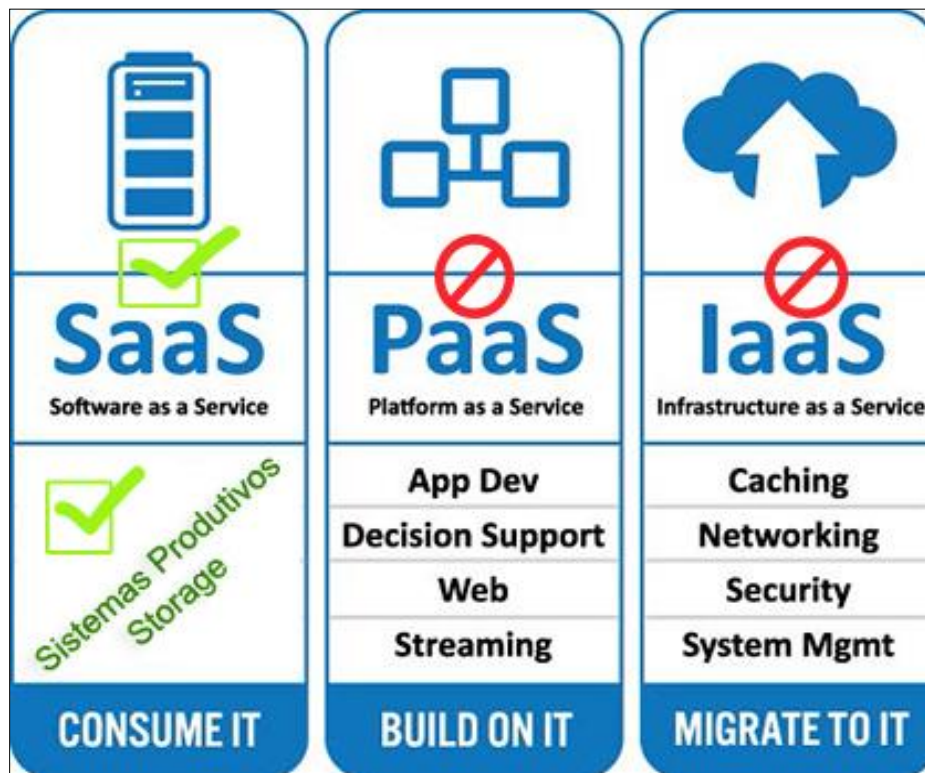 SaaS
Software as a Service
Sistemas Produtivos
Storage
CONSUME IT
PaaS
Platform as a Service
App Dev
Decision Support
Web
Streaming
BUILD ON IT
IaaS
Infrastructure as a Service
Caching
Networking
Security
System Mgmt
MIGRATE TO IT